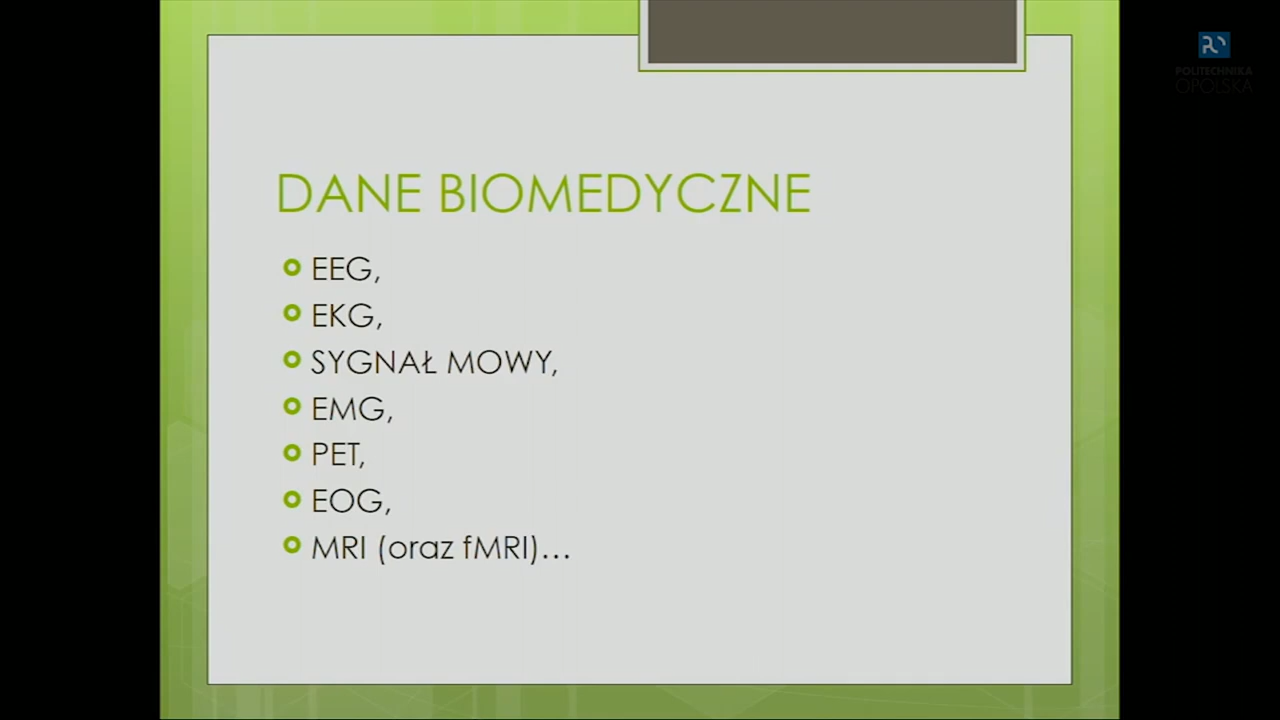 POLITECHNIKA
OPOLSKA
DANE BIOMEDYCZNE
EEG,
EKG,
SYGNAŁ MOWY,
EMG,
PET,
EOG,
MRI (oraz fMRI)...